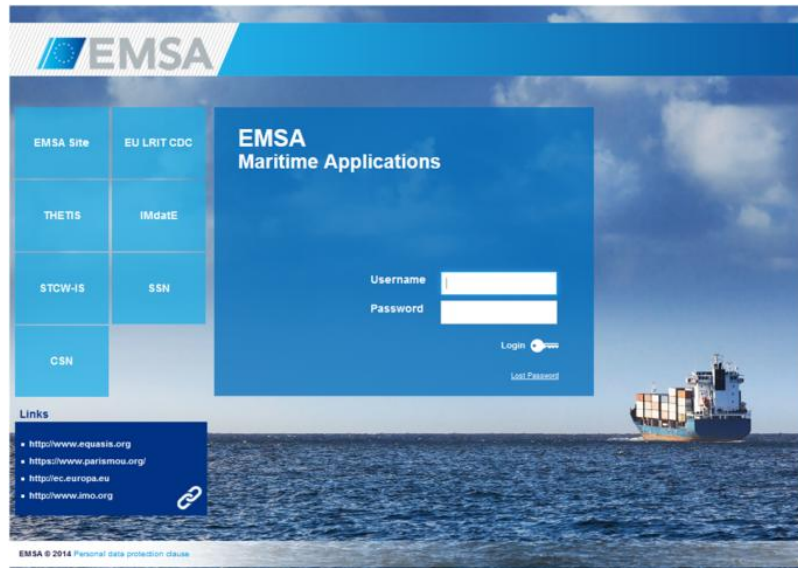 EMSA
EMSA Site
EU LRIT CDC
THETIS
IMdatE
STCW-IS
SSN
CSN
EMSA
Maritime Applications
Username
Password
Login
Lost Password
Links
http://www.equasis.org
https://www.parismou.org/
http://ec.europa.eu
http://www.imo.org
EMSA © 2014 Personal data protection clause